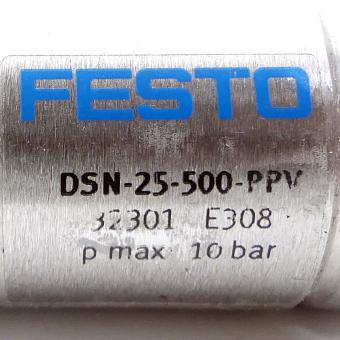 FESTO
DSN-25-500-PPV
32301 E308
p max 10 bar